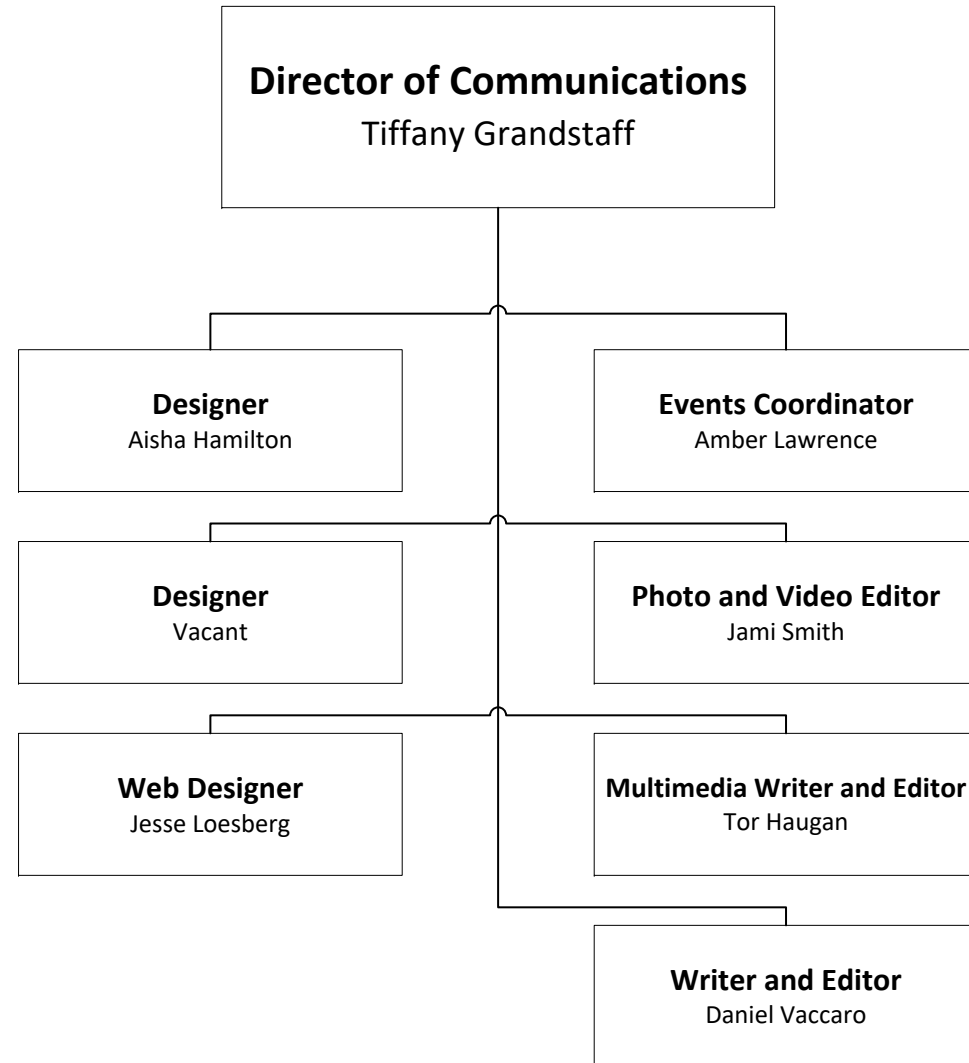 Director of Communications
Tiffany Grandstaff
Designer
Aisha Hamilton
Events Coordinator
Amber Lawrence
Designer
Vacant
Photo and Video Editor
Jami Smith
Web Designer
Jesse Loesberg
Multimedia Writer and Editor
Tor Haugan
Writer and Editor
Daniel Vaccaro